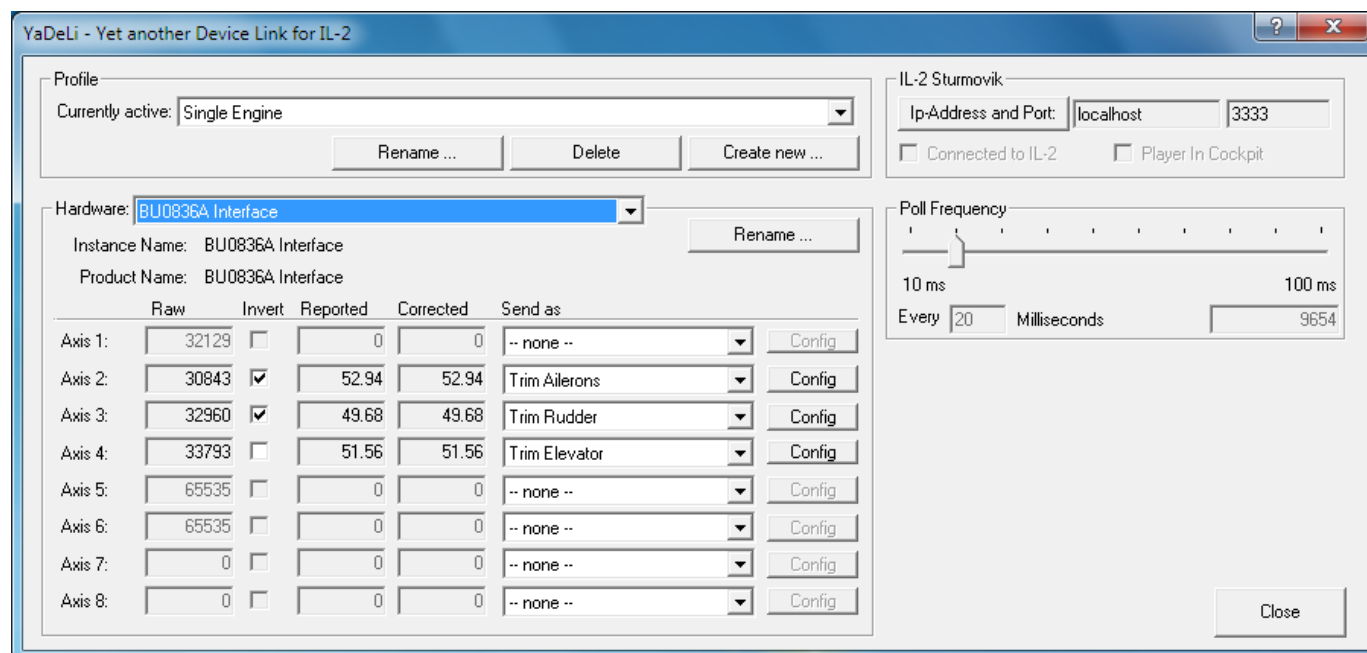 YaDeLi - Yet another Device Link for IL-2
?
X
Profile
Currently active: Single Engine
Rename ... Delete Create new ...
IL-2 Sturmovik
Ip-Address and Port: localhost 3333
Connected to IL-2 Player In Cockpit
Hardware: BU0836A Interface
Rename ...
Instance Name: BU0836A Interface
Product Name: BU0836A Interface
Raw Invert Reported Corrected Send as
Axis 1: 32129 0 0 -- none -- Config
Axis 2: 30843 52.94 52.94 Trim Ailerons Config
Axis 3: 32960 49.68 49.68 Trim Rudder Config
Axis 4: 33793 51.56 51.56 Trim Elevator Config
Axis 5: 65535 0 0 -- none -- Config
Axis 6: 65535 0 0 -- none -- Config
Axis 7: 0 0 0 -- none -- Config
Axis 8: 0 0 0 -- none -- Config
Poll Frequency
10 ms 100 ms
Every 20 Milliseconds 9654
Close